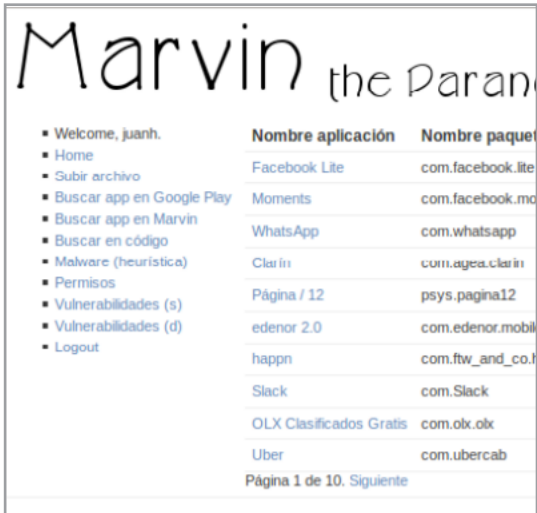 Marvin the Paran
Welcome, juanh.
Home
Subir archivo
Buscar app en Google Play
Buscar app en Marvin
Buscar en código
Malware (heurística)
Permisos
Vulnerabilidades (s)
Vulnerabilidades (d)
Logout
Nombre aplicación Nombre paquet
Facebook Lite com.facebook.lite
Moments com.facebook.mo
WhatsApp com.whatsapp
Clarín com.agea.clarin
Página / 12 psys.pagina12
edenor 2.0 com.edenor.mobil
happn com.ftw_and_co.h
Slack com.Slack
OLX Clasificados Gratis com.olx.olx
Uber com.ubercab
Página 1 de 10. Siguiente